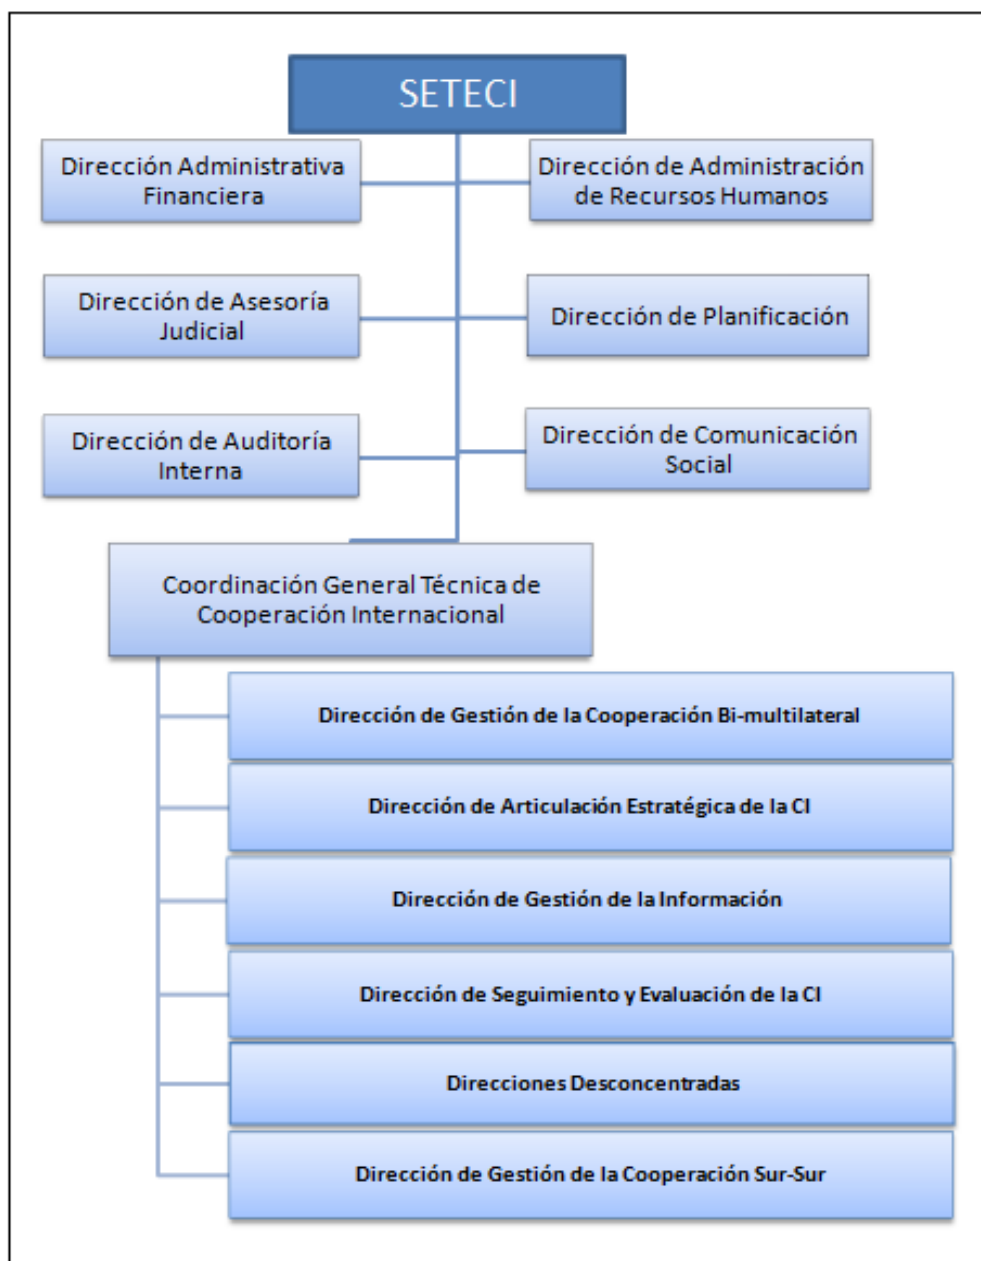 SETECI
Dirección Administrativa
Financiera
Dirección de Administración
de Recursos Humanos
Dirección de Asesoría
Judicial
Dirección de Planificación
Dirección de Auditoría
Interna
Dirección de Comunicación
Social
Coordinación General Técnica de
Cooperación Internacional
Dirección de Gestión de la Cooperación Bi-multilateral
Dirección de Articulación Estratégica de la CI
Dirección de Gestión de la Información
Dirección de Seguimiento y Evaluación de la CI
Direcciones Desconcentradas
Dirección de Gestión de la Cooperación Sur-Sur